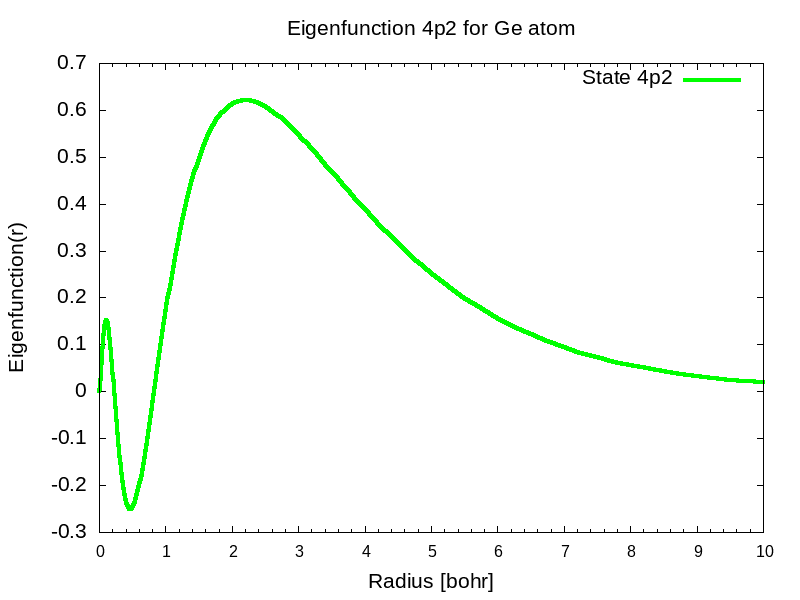 Eigenfunction 4p2 for Ge atom
State 4p2
0.7
0.6
0.5
0.4
0.3
0.2
0.1
0
-0.1
-0.2
-0.3
Eigenfunction(r)
0 1 2 3 4 5 6 7 8 9 10
Radius [bohr]